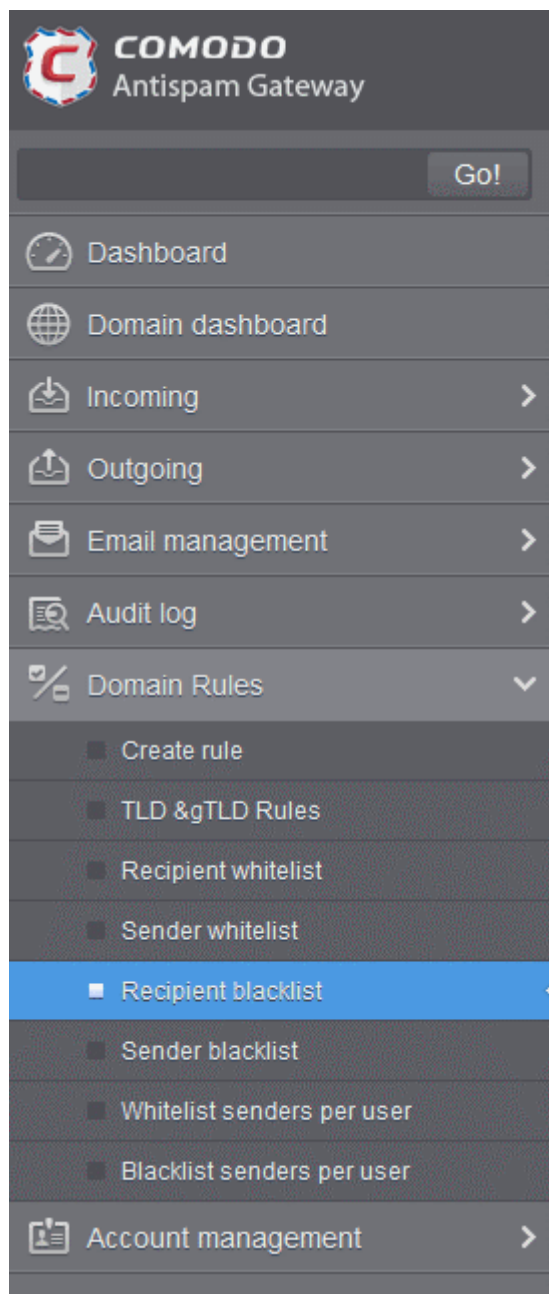 COMODO
Antispam Gateway
Go!
Dashboard
Domain dashboard
Incoming
Outgoing
Email management
Audit log
Domain Rules
Create rule
TLD &gTLD Rules
Recipient whitelist
Sender whitelist
Recipient blacklist
Sender blacklist
Whitelist senders per user
Blacklist senders per user
Account management